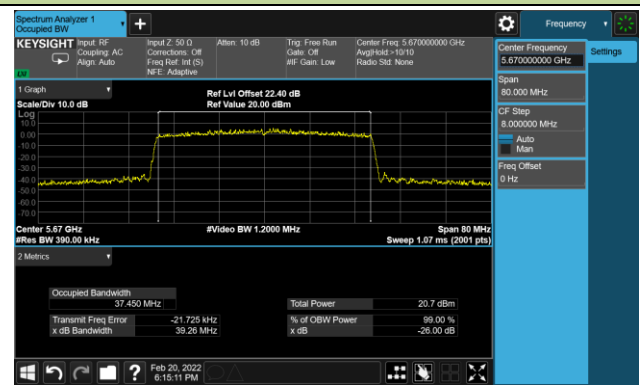 Spectrum Analyzer 1
Occupied BW
Frequency
KEYSIGHT
Input: RF
Coupling: AC
Align: Auto
Input Z: 50 Ω
Corrections: Off
Freq Ref: Int (S)
NFE: Adaptive
Atten: 10 dB
Trig: Free Run
Gate: Off
#IF Gain: Low
Center Freq: 5.670000000 GHz
Avg|Hold:>10/10
Radio Std: None
Center Frequency
5.670000000 GHz
Settings
Span
80.000 MHz
CF Step
8.000000 MHz
Auto
Man
Freq Offset
0 Hz
1 Graph
Scale/Div 10.0 dB
Ref Lvl Offset 22.40 dB
Ref Value 20.00 dBm
Log
10.0
0.00
-10.0
-20.0
-30.0
-40.0
-50.0
-60.0
-70.0
Center 5.67 GHz
#Video BW 1.2000 MHz
Span 80 MHz
#Res BW 390.00 kHz
Sweep 1.07 ms (2001 pts)
2 Metrics
Occupied Bandwidth
37.450 MHz
Total Power 20.7 dBm
Transmit Freq Error -21.725 kHz
% of OBW Power 99.00 %
x dB Bandwidth 39.26 MHz
x dB -26.00 dB
?
Feb 20, 2022
6:15:11 PM